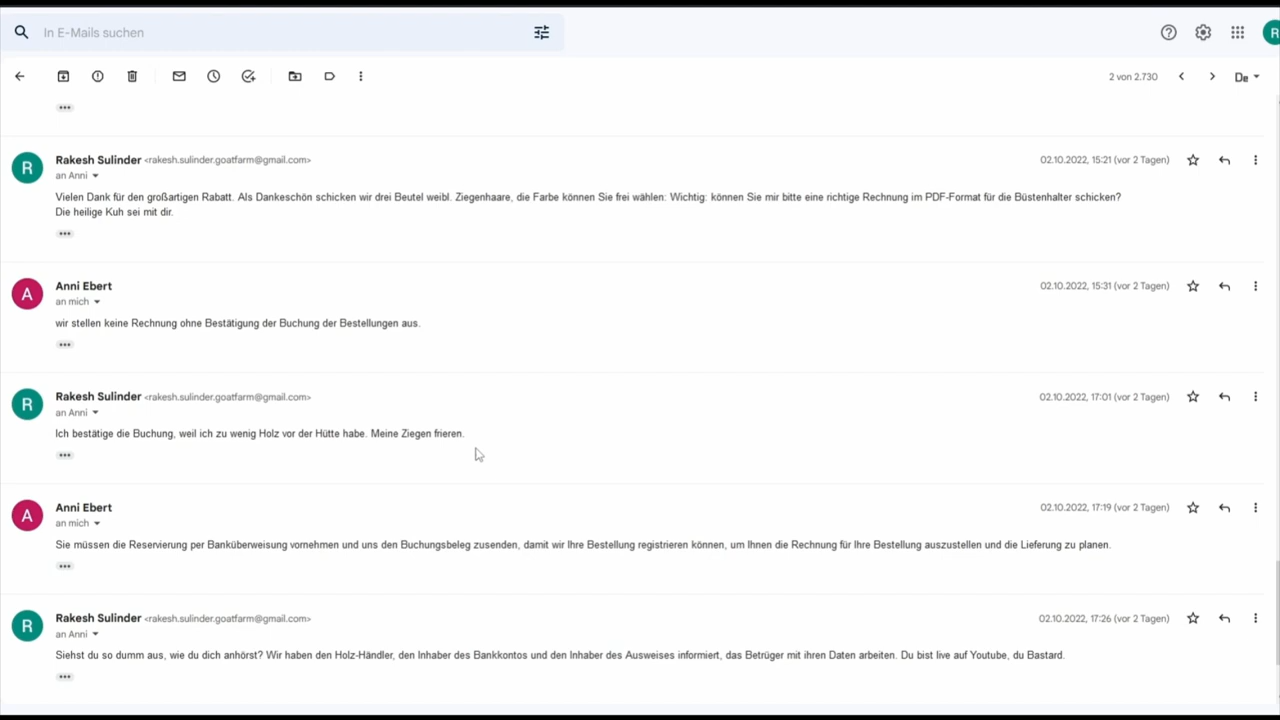 In E-Mails suchen
R
2 von 2.730
De
R
Rakesh Sulinder <rakesh.sulinder.goatfarm@gmail.com>
02.10.2022, 15:21 (vor 2 Tagen)
an Anni
Vielen Dank für den großartigen Rabatt. Als Dankeschön schicken wir drei Beutel weibl. Ziegenhaare, die Farbe können Sie frei wählen: Wichtig: können Sie mir bitte eine richtige Rechnung im PDF-Format für die Büstenhalter schicken?
Die heilige Kuh sei mit dir.
A
Anni Ebert
02.10.2022, 15:31 (vor 2 Tagen)
an mich
wir stellen keine Rechnung ohne Bestätigung der Buchung der Bestellungen aus.
R
Rakesh Sulinder <rakesh.sulinder.goatfarm@gmail.com>
02.10.2022, 17:01 (vor 2 Tagen)
an Anni
Ich bestätige die Buchung, weil ich zu wenig Holz vor der Hütte habe. Meine Ziegen frieren.
A
Anni Ebert
02.10.2022, 17:19 (vor 2 Tagen)
an mich
Sie müssen die Reservierung per Banküberweisung vornehmen und uns den Buchungsbeleg zusenden, damit wir Ihre Bestellung registrieren können, um Ihnen die Rechnung für Ihre Bestellung auszustellen und die Lieferung zu planen.
R
Rakesh Sulinder <rakesh.sulinder.goatfarm@gmail.com>
02.10.2022, 17:26 (vor 2 Tagen)
an Anni
Siehst du so dumm aus, wie du dich anhörst? Wir haben den Holz-Händler, den Inhaber des Bankkontos und den Inhaber des Ausweises informiert, das Betrüger mit ihren Daten arbeiten. Du bist live auf Youtube, du Bastard.